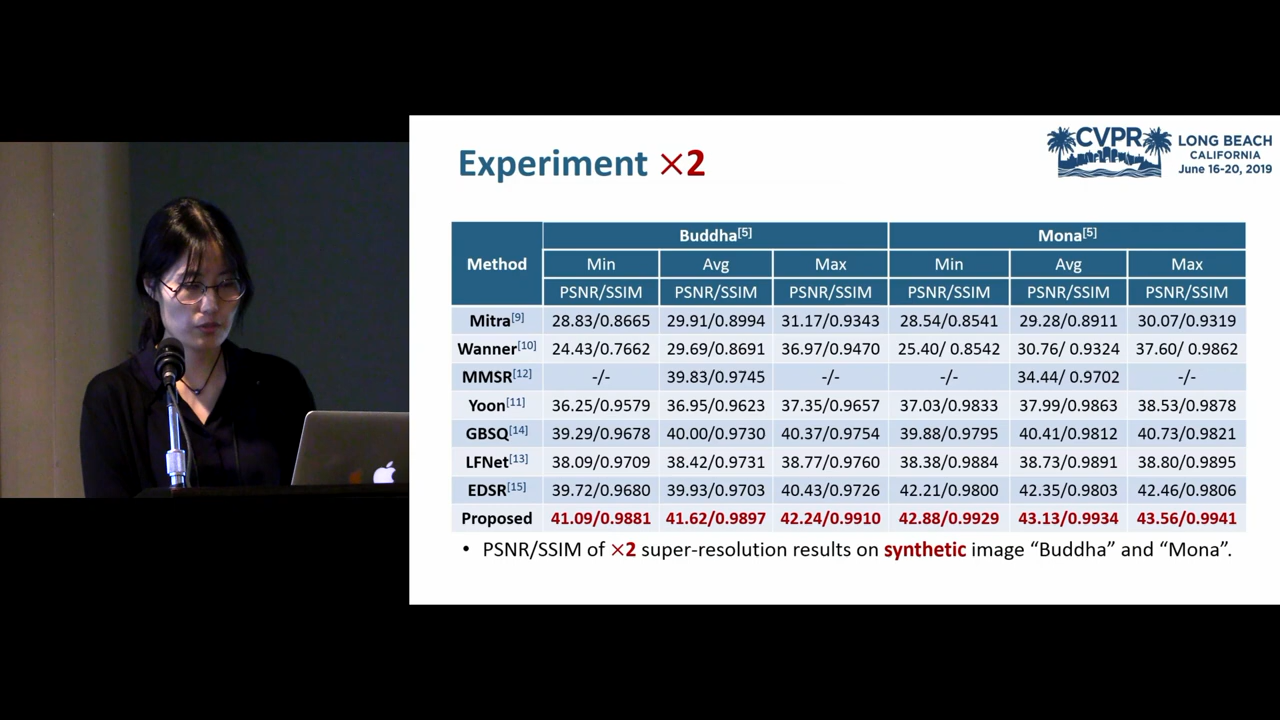 CVPR
LONG BEACH
CALIFORNIA
June 16-20, 2019
Experiment ×2
Method Buddha[5] Mona[5]
Min Avg Max Min Avg Max
PSNR/SSIM PSNR/SSIM PSNR/SSIM PSNR/SSIM PSNR/SSIM PSNR/SSIM
Mitra[9] 28.83/0.8665 29.91/0.8994 31.17/0.9343 28.54/0.8541 29.28/0.8911 30.07/0.9319
Wanner[10] 24.43/0.7662 29.69/0.8691 36.97/0.9470 25.40/ 0.8542 30.76/ 0.9324 37.60/ 0.9862
MMSR[12] -/- 39.83/0.9745 -/- -/- 34.44/ 0.9702 -/-
Yoon[11] 36.25/0.9579 36.95/0.9623 37.35/0.9657 37.03/0.9833 37.99/0.9863 38.53/0.9878
GBSQ[14] 39.29/0.9678 40.00/0.9730 40.37/0.9754 39.88/0.9795 40.41/0.9812 40.73/0.9821
LFNet[13] 38.09/0.9709 38.42/0.9731 38.77/0.9760 38.38/0.9884 38.73/0.9891 38.80/0.9895
EDSR[15] 39.72/0.9680 39.93/0.9703 40.43/0.9726 42.21/0.9800 42.35/0.9803 42.46/0.9806
Proposed 41.09/0.9881 41.62/0.9897 42.24/0.9910 42.88/0.9929 43.13/0.9934 43.56/0.9941
• PSNR/SSIM of ×2 super-resolution results on synthetic image “Buddha” and “Mona”.